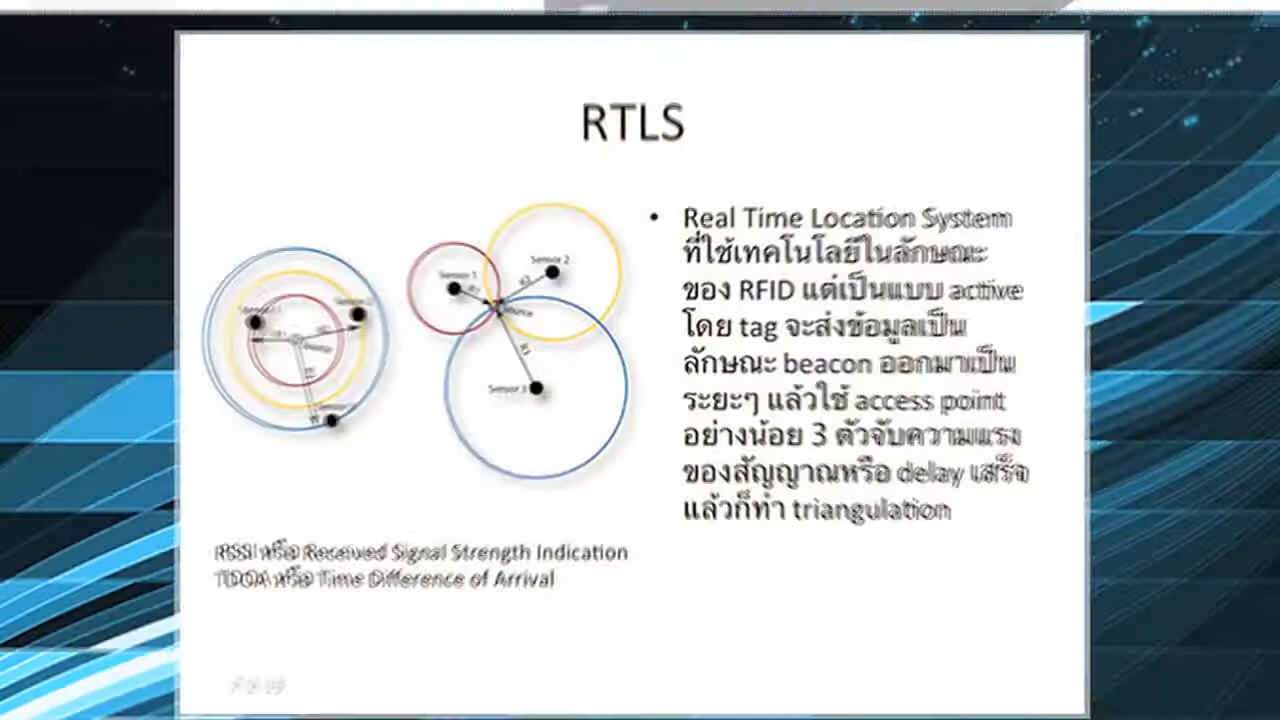 RTLS
Sensor 1
Sensor 2
R1
R2
Source
R3
Sensor 3
• Real Time Location System
ที่ใช้เทคโนโลยีในลักษณะ
ของ RFID แต่เป็นแบบ active
โดย tag จะส่งข้อมูลเป็น
ลักษณะ beacon ออกมาเป็น
ระยะๆ แล้วใช้ access point
อย่างน้อย 3 ตัวจับความแรง
ของสัญญาณหรือ delay เสร็จ
แล้วก็ทำ triangulation
RSSI หรือ Received Signal Strength Indication
TDOA หรือ Time Difference of Arrival